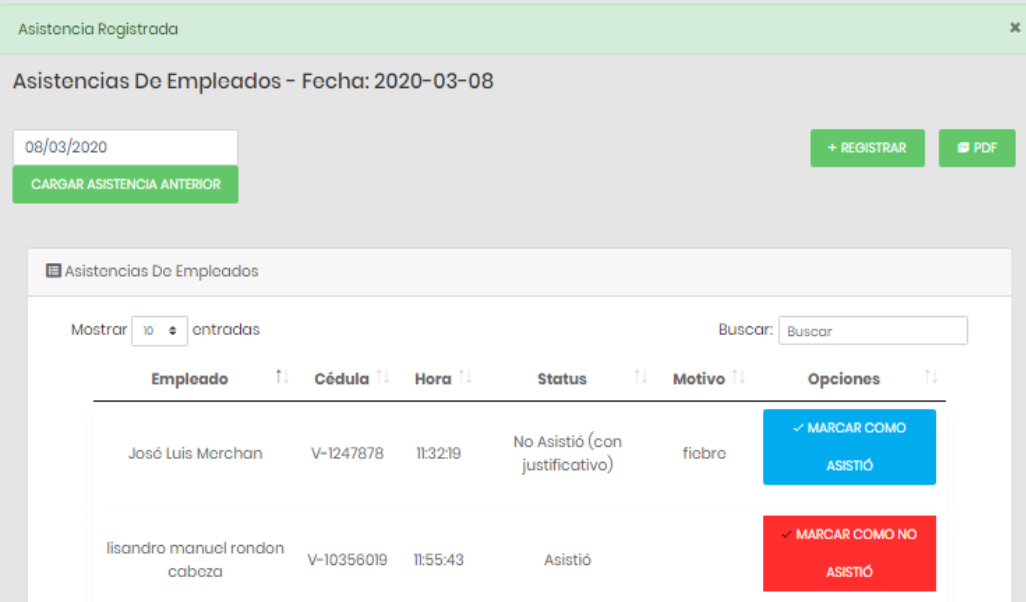 Asistencia Registrada ×
Asistencias De Empleados - Fecha: 2020-03-08
08/03/2020
+ REGISTRAR PDF
CARGAR ASISTENCIA ANTERIOR
Asistencias De Empleados
Mostrar 10 entradas Buscar: Buscar
Empleado Cédula Hora Status Motivo Opciones
José Luis Merchan V-1247878 11:32:19 No Asistió (con
justificativo) fiebre ✓ MARCAR COMO
ASISTIÓ
lisandro manuel rondon
cabeza V-10356019 11:55:43 Asistió ✓ MARCAR COMO NO
ASISTIÓ